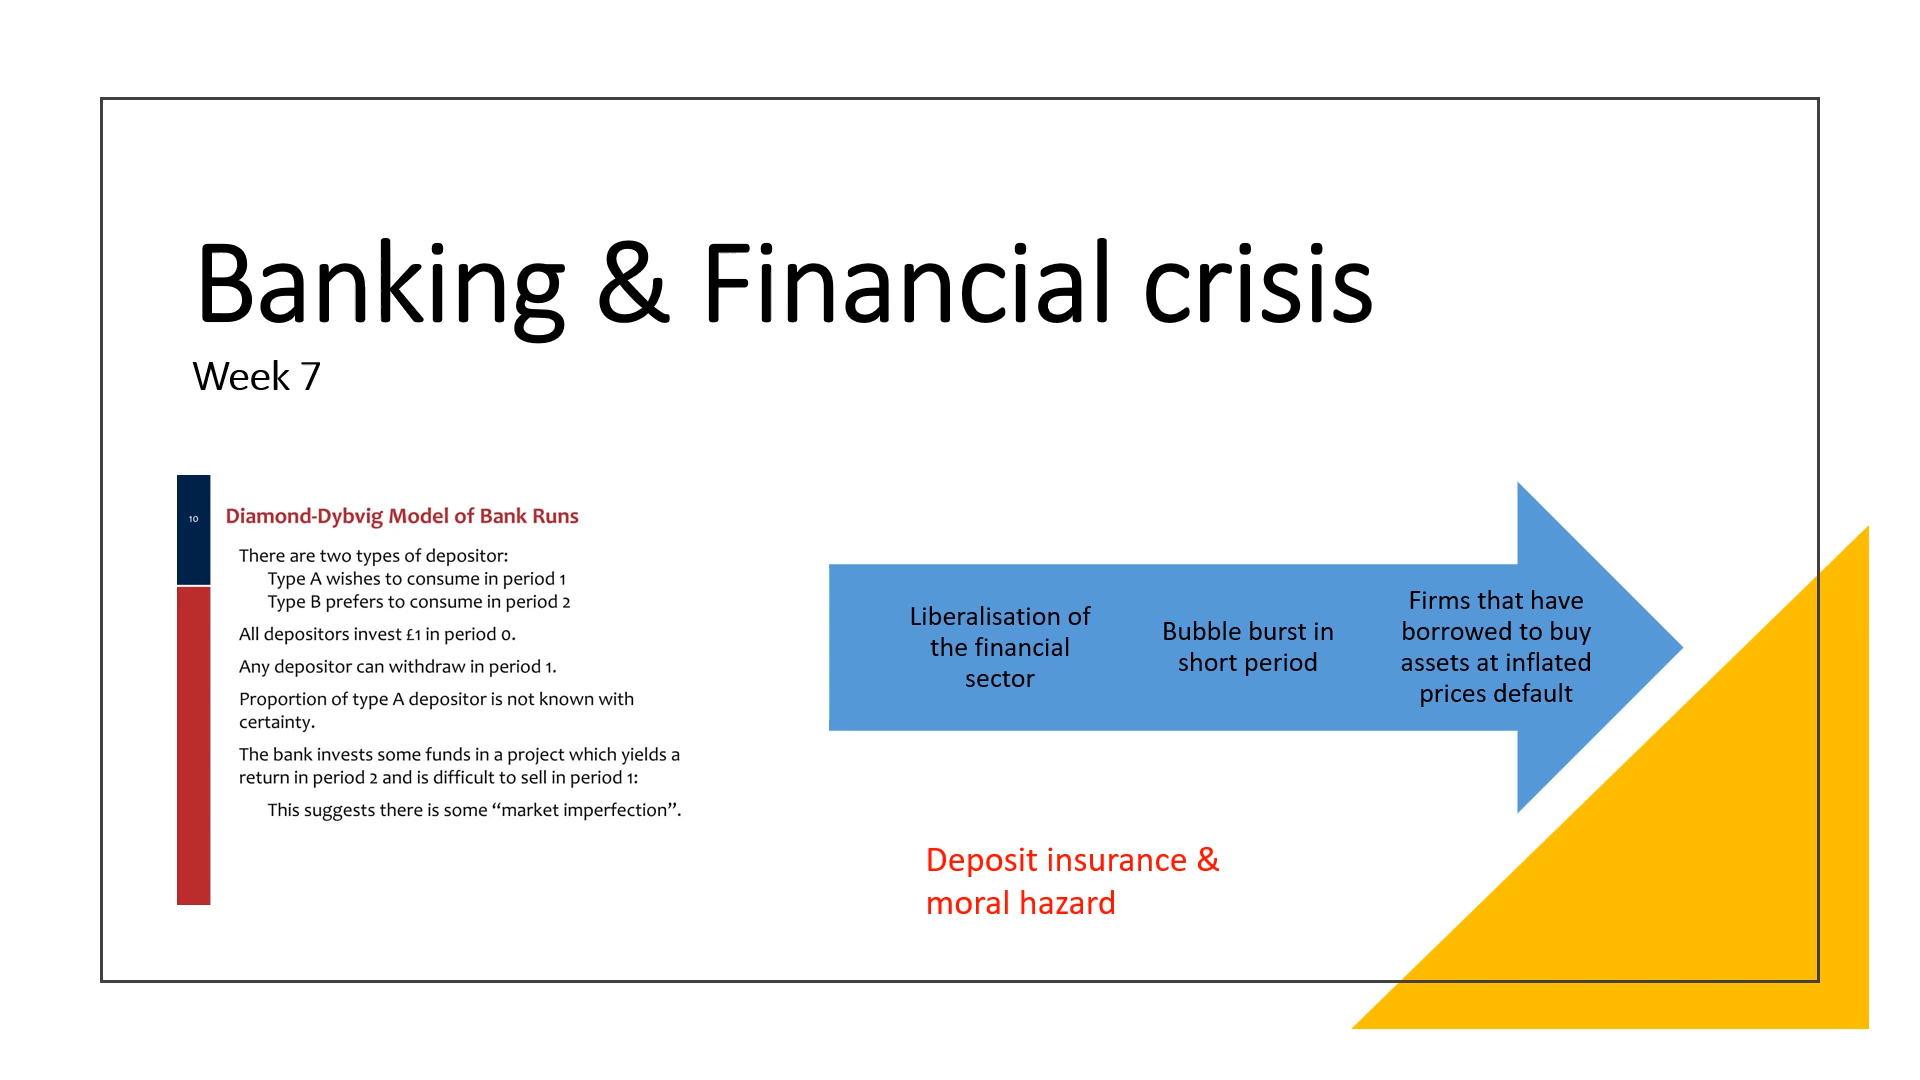 Banking & Financial crisis
Week 7
10
Diamond-Dybvig Model of Bank Runs
There are two types of depositor:
Type A wishes to consume in period 1
Type B prefers to consume in period 2
All depositors invest £1 in period 0.
Any depositor can withdraw in period 1.
Proportion of type A depositor is not known with
certainty.
The bank invests some funds in a project which yields a
return in period 2 and is difficult to sell in period 1:
This suggests there is some “market imperfection”.
Liberalisation of
the financial
sector
Bubble burst in
short period
Firms that have
borrowed to buy
assets at inflated
prices default
Deposit insurance &
moral hazard